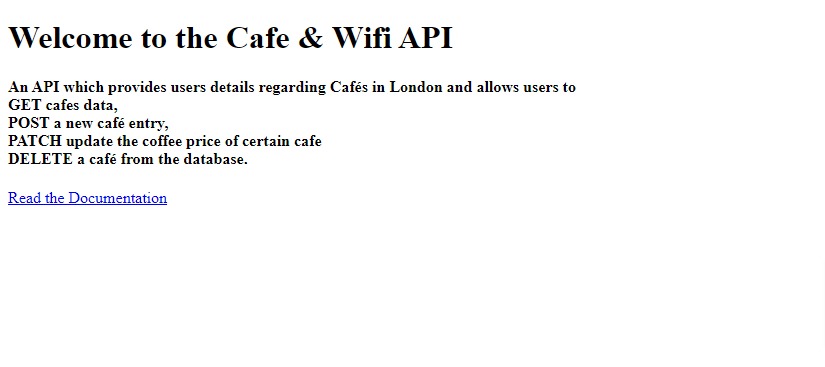 Welcome to the Cafe & Wifi API
An API which provides users details regarding Cafés in London and allows users to
GET cafes data,
POST a new café entry,
PATCH update the coffee price of certain cafe
DELETE a café from the database.
Read the Documentation